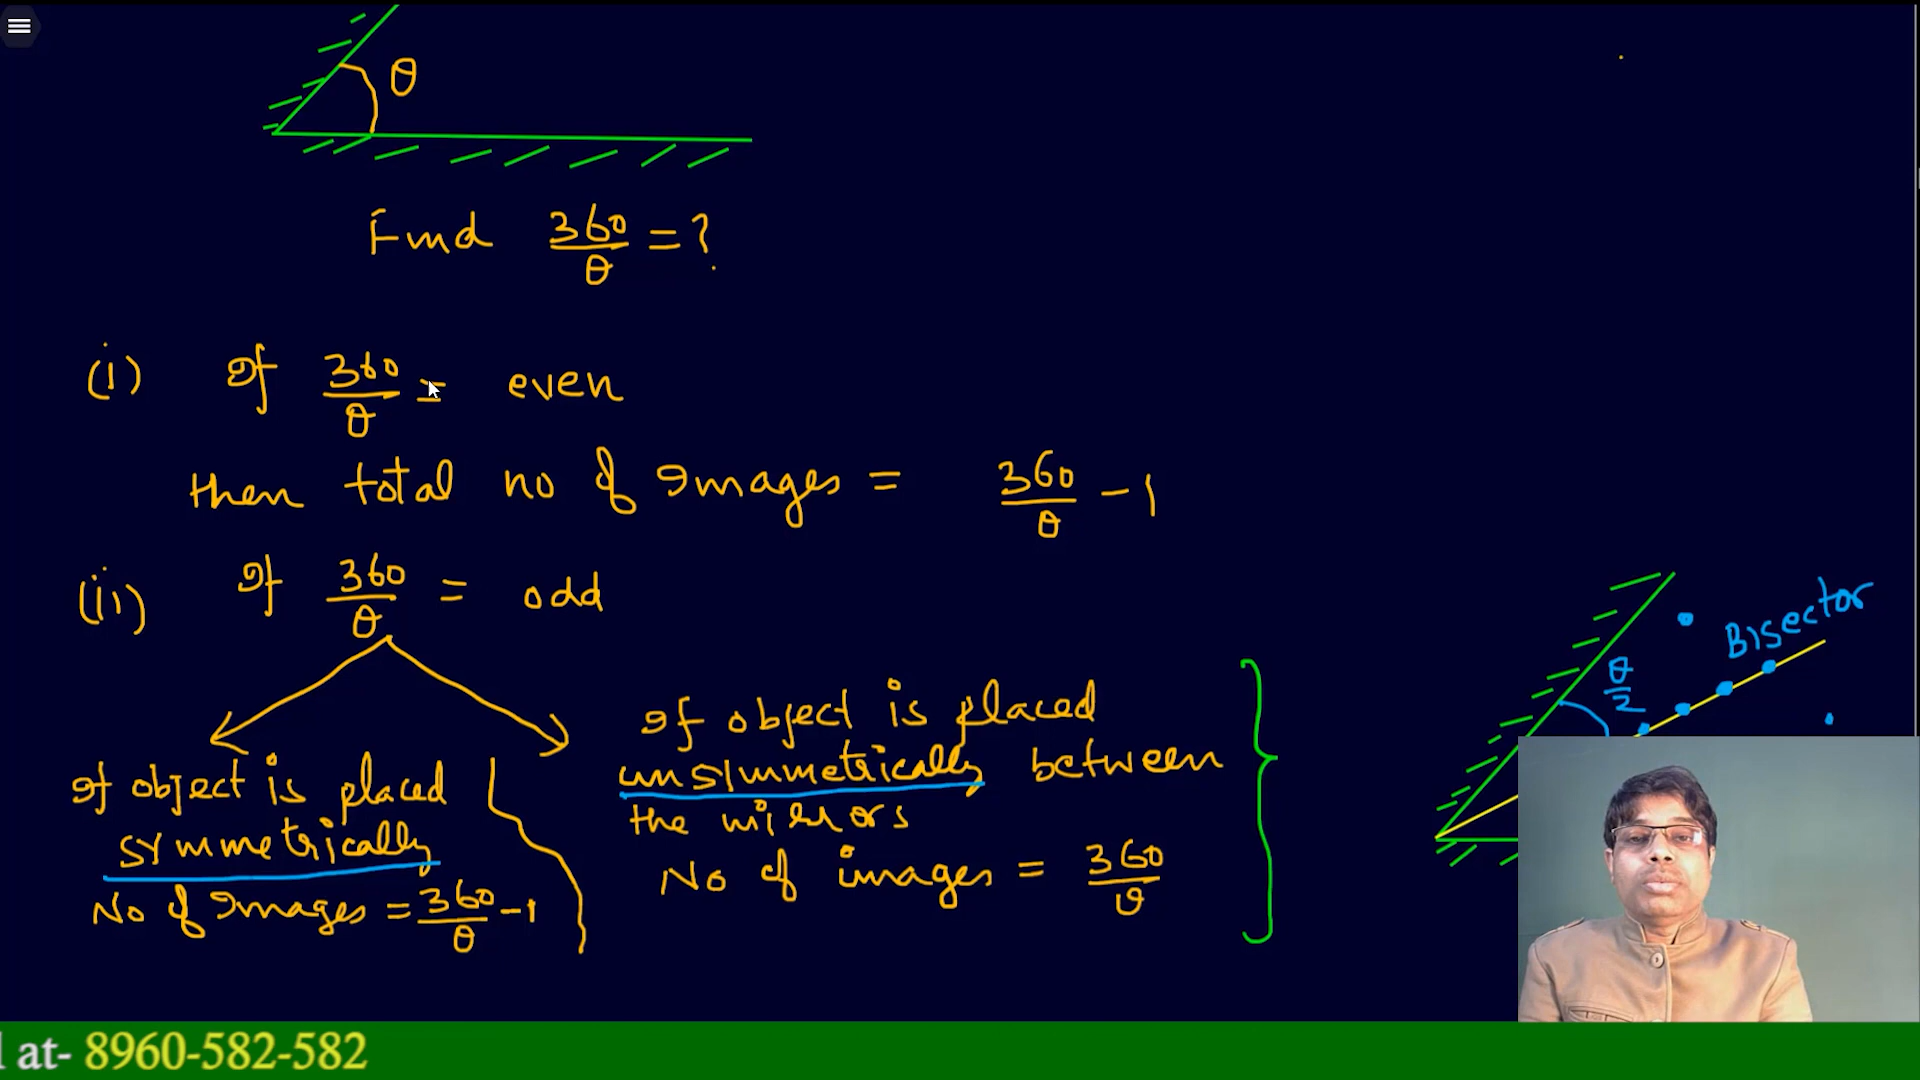 θ
Find 360/θ = ?
(i) If 360/θ = even
then total no of Images = 360/θ - 1
(ii) If 360/θ = odd
If object is placed
symmetrically
No of Images = 360/θ - 1
If object is placed
unsymmetrically between
the mirrors
No of images = 360/θ
Bisector
θ/2
at- 8960-582-582